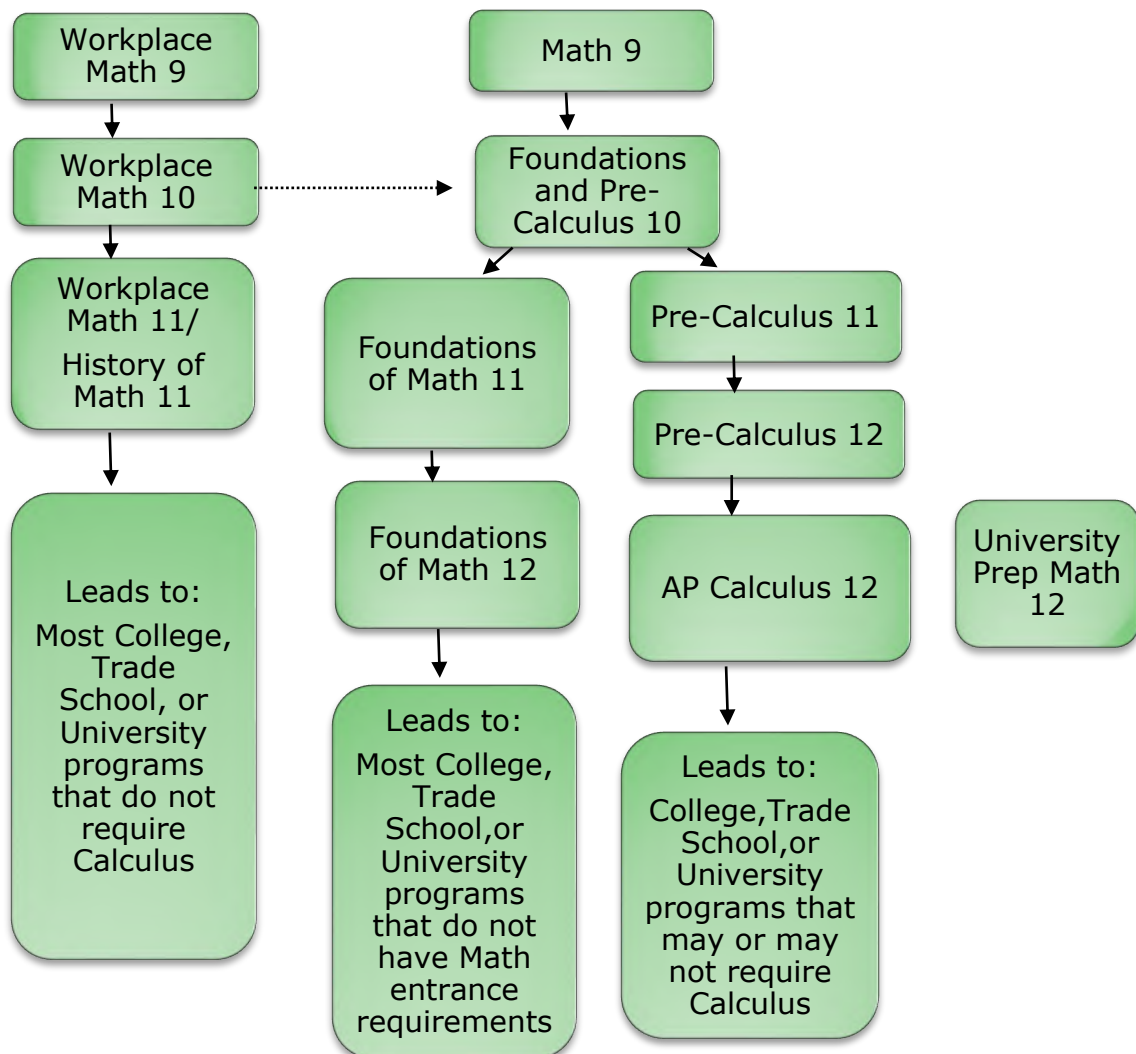 Workplace
Math 9
Math 9
Workplace
Math 10
Foundations
and Pre-
Calculus 10
Workplace
Math 11/
History of
Math 11
Foundations
of Math 11
Pre-Calculus 11
Pre-Calculus 12
Foundations
of Math 12
AP Calculus 12
University
Prep Math
12
Leads to:
Most College,
Trade
School, or
University
programs
that do not
require
Calculus
Leads to:
Most College,
Trade
School,or
University
programs
that do not
have Math
entrance
requirements
Leads to:
College,Trade
School,or
University
programs that
may or may
not require
Calculus